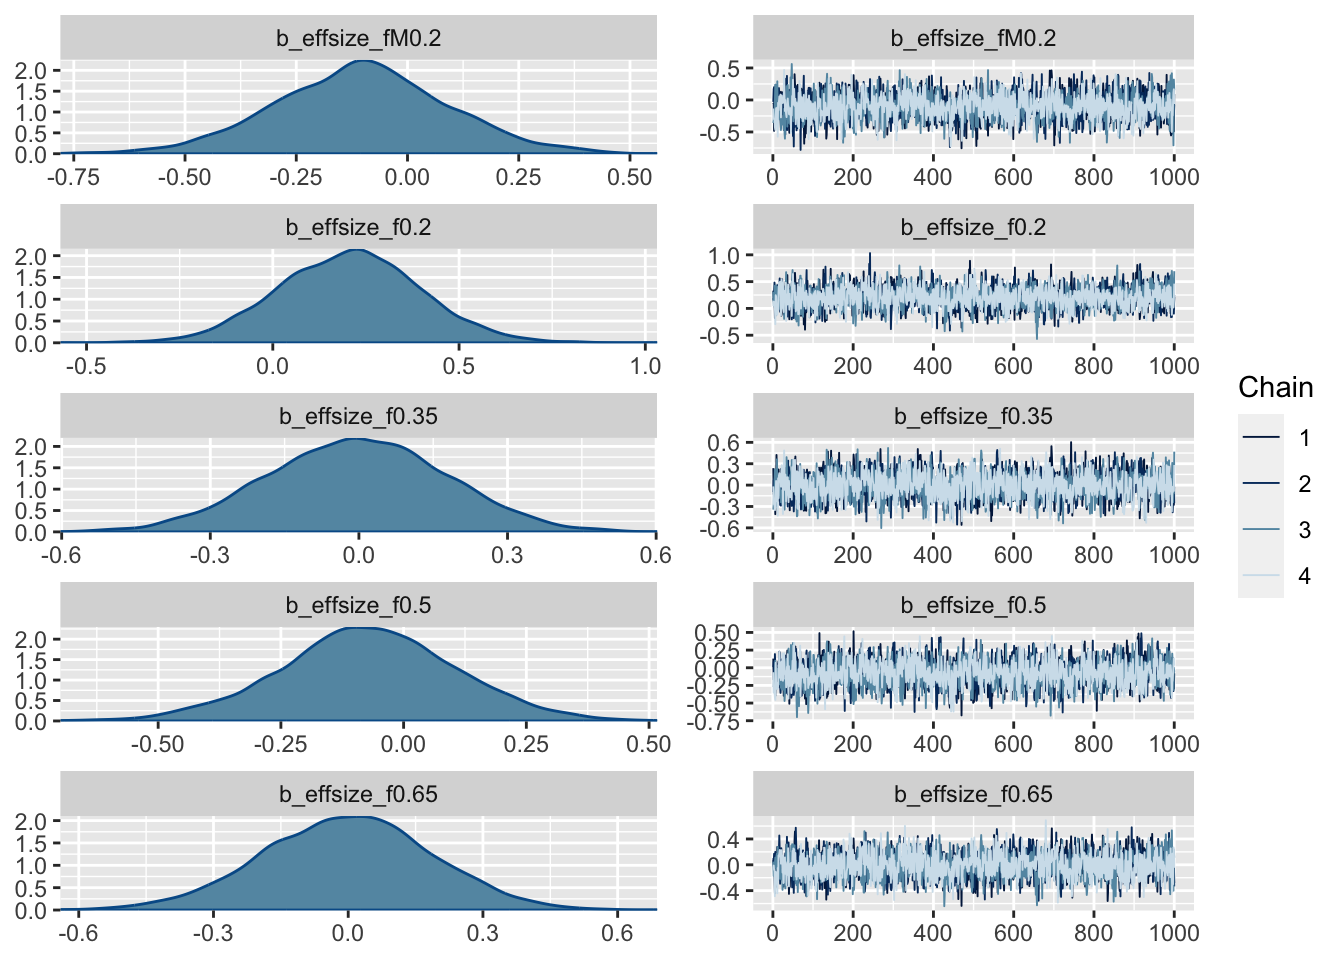 b_effsize_fM0.2
2.0
1.5
1.0
0.5
0.0
-0.75 -0.50 -0.25 0.00 0.25 0.50
b_effsize_fM0.2
0.5
0.0
-0.5
0 200 400 600 800 1000
b_effsize_f0.2
2.0
1.5
1.0
0.5
0.0
-0.5 0.0 0.5 1.0
b_effsize_f0.2
1.0
0.5
0.0
-0.5
0 200 400 600 800 1000
b_effsize_f0.35
2.0
1.5
1.0
0.5
0.0
-0.6 -0.3 0.0 0.3 0.6
b_effsize_f0.35
0.6
0.3
0.0
-0.3
-0.6
0 200 400 600 800 1000
b_effsize_f0.5
2.0
1.5
1.0
0.5
0.0
-0.50 -0.25 0.00 0.25 0.50
b_effsize_f0.5
0.50
0.25
0.00
-0.25
-0.50
-0.75
0 200 400 600 800 1000
b_effsize_f0.65
2.0
1.5
1.0
0.5
0.0
-0.6 -0.3 0.0 0.3 0.6
b_effsize_f0.65
0.4
0.0
-0.4
0 200 400 600 800 1000
Chain
1
2
3
4